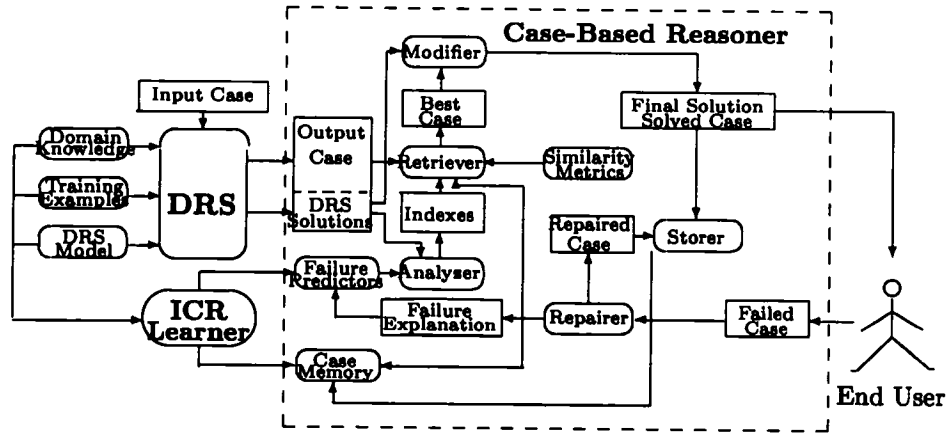 Case-Based Reasoner
Modifier
Input Case
Best
Case
Final Solution
Solved Case
Output
Case
Domain
Knowledge
Retriever
Similarity
Metrics
Training
Examples
DRS
DRS
Solutions
Indexes
Repaired
Case
Storer
DRS
Model
Failure
Predictors
Analyser
ICR
Learner
Failure
Explanation
Repairer
Failed
Case
Case
Memory
End User